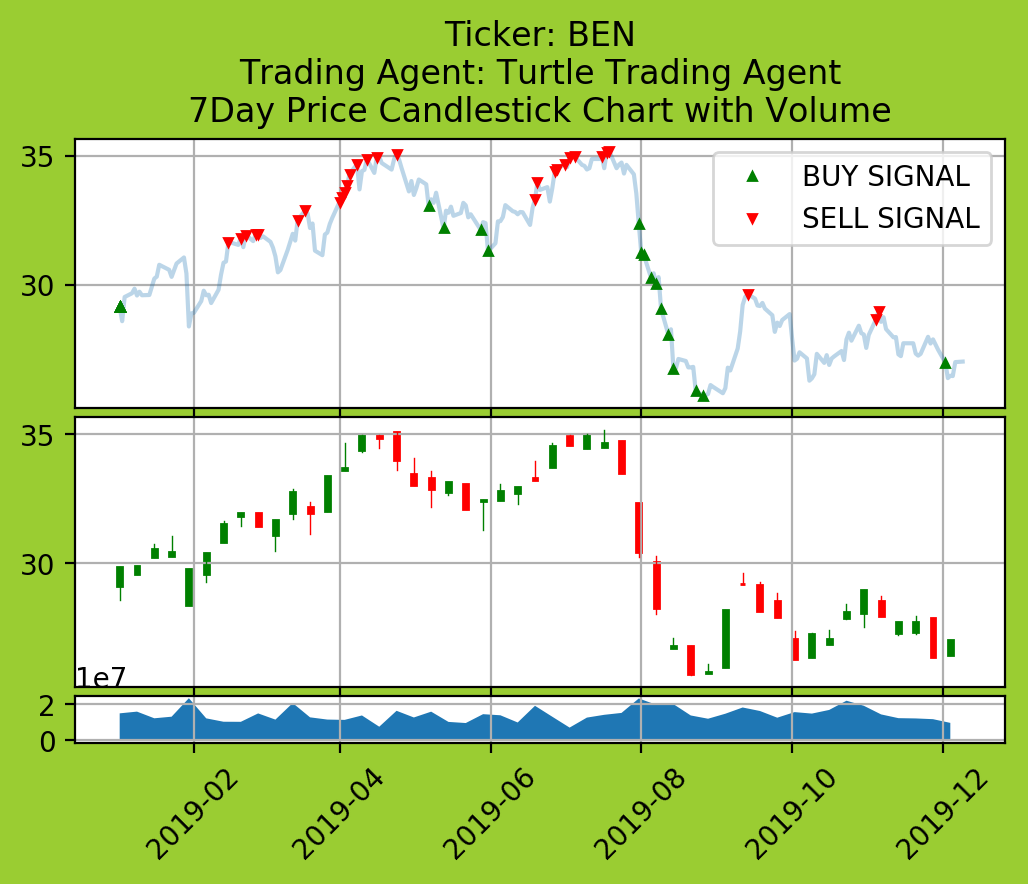 Ticker: BEN
Trading Agent: Turtle Trading Agent
7Day Price Candlestick Chart with Volume
35
30
BUY SIGNAL
SELL SIGNAL
35
30
1e7
2
0
2019-02
2019-04
2019-06
2019-08
2019-10
2019-12